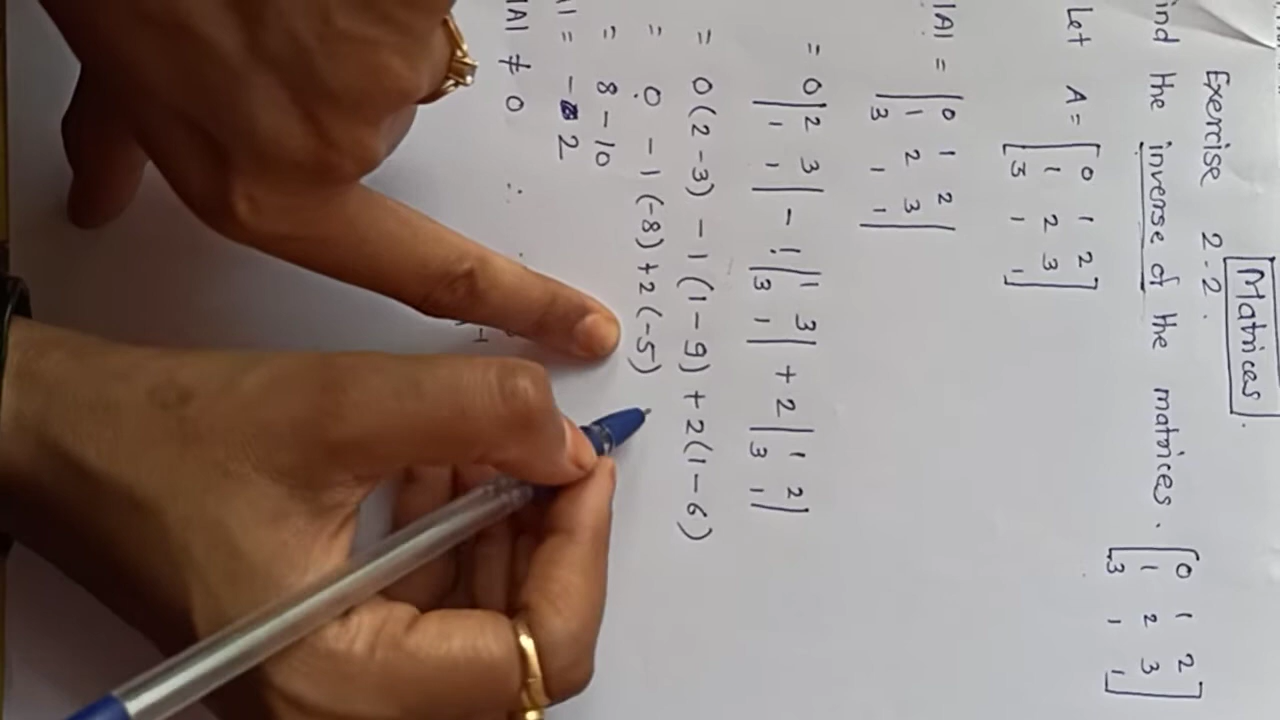 Matrices.
Exercise 2.2.
ind the inverse of the matrices. [0 1 2
1 2 3
3 1 1]
Let A = [0 1 2
1 2 3
3 1 1]
|A| = |0 1 2
1 2 3
3 1 1|
= 0|2 3
1 1| - 1|1 3
3 1| + 2|1 2
3 1|
= 0(2-3) - 1(1-9) + 2(1-6)
= 0 - 1(-8) + 2(-5)
= 8 - 10
| = - 2
|A| ≠ 0 ∴